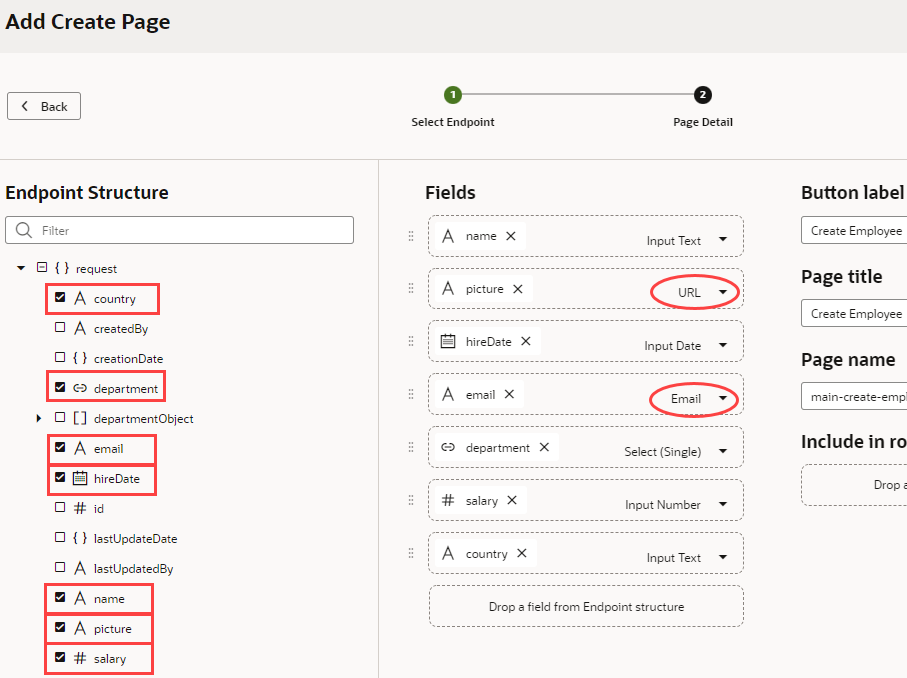 Add Create Page
Back
1
2
Select Endpoint
Page Detail
Endpoint Structure
Filter
{ } request
A country
A createdBy
{ } creationDate
department
[ ] departmentObject
A email
hireDate
# id
{ } lastUpdateDate
A lastUpdatedBy
A name
A picture
# salary
Fields
A name × Input Text
A picture × URL
hireDate × Input Date
A email × Email
department × Select (Single)
# salary × Input Number
A country × Input Text
Drop a field from Endpoint structure
Button label
Create Employee
Page title
Create Employee
Page name
main-create-empl
Include in ro
Drop a